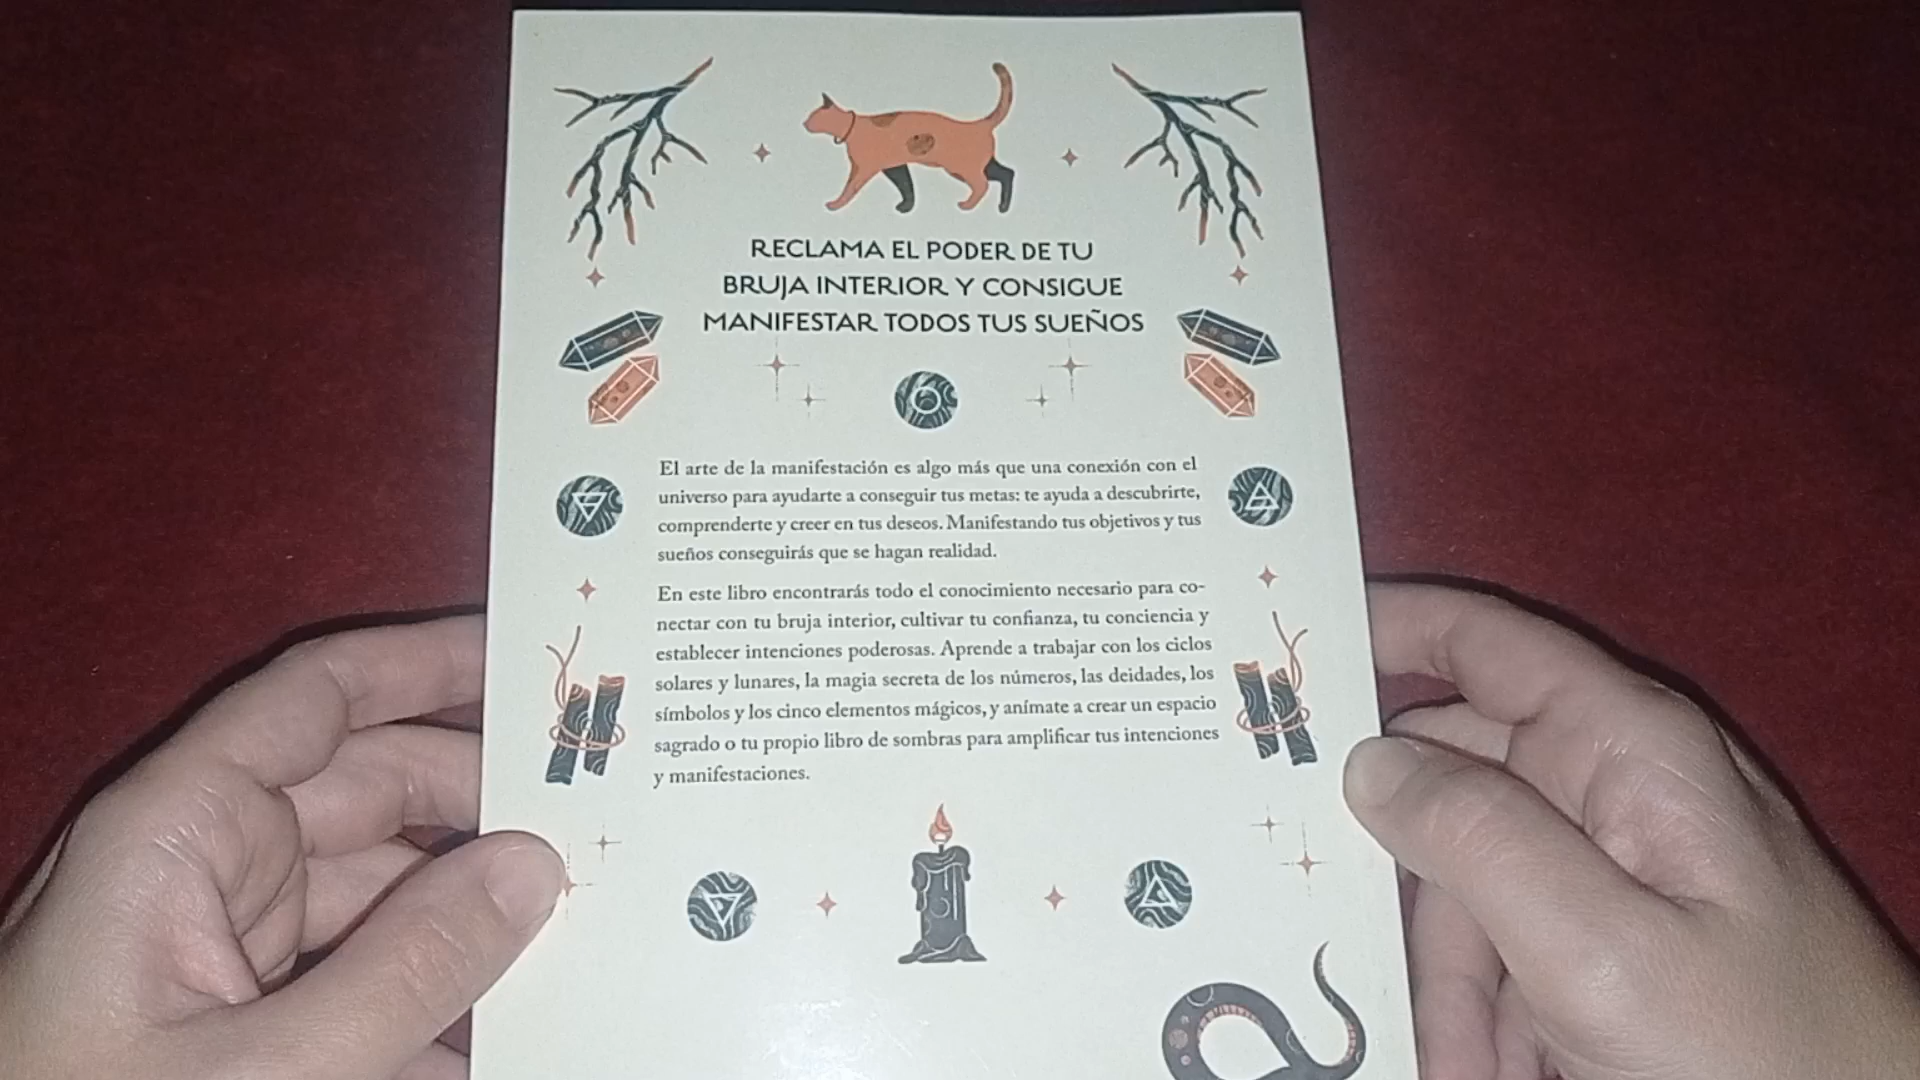 RECLAMA EL PODER DE TU
BRUJA INTERIOR Y CONSIGUE
MANIFESTAR TODOS TUS SUEÑOS
El arte de la manifestación es algo más que una conexión con el
universo para ayudarte a conseguir tus metas: te ayuda a descubrirte,
comprenderte y creer en tus deseos. Manifestando tus objetivos y tus
sueños conseguirás que se hagan realidad.
En este libro encontrarás todo el conocimiento necesario para co-
nectar con tu bruja interior, cultivar tu confianza, tu conciencia y
establecer intenciones poderosas. Aprende a trabajar con los ciclos
solares y lunares, la magia secreta de los números, las deidades, los
símbolos y los cinco elementos mágicos, y anímate a crear un espacio
sagrado o tu propio libro de sombras para amplificar tus intenciones
y manifestaciones.